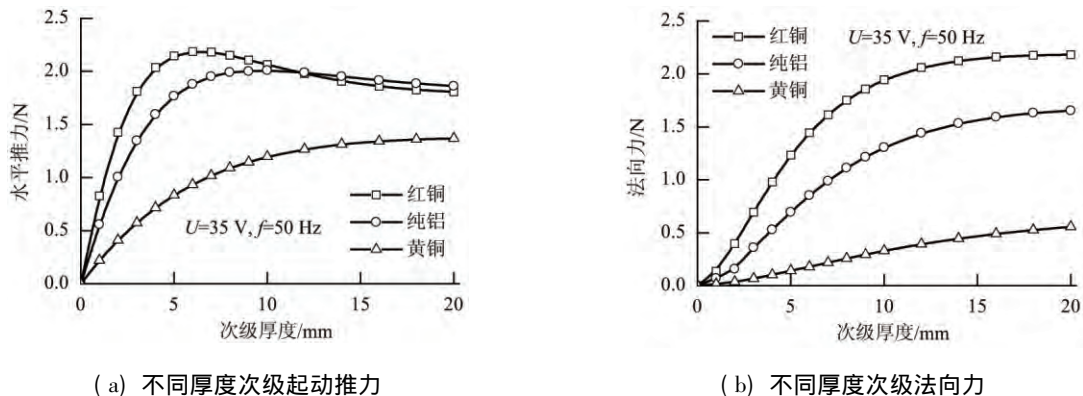 2.5
2.0
1.5
1.0
0.5
0.0
水平推力/N
红铜
纯铝
黄铜
U=35 V, f=50 Hz
0 5 10 15 20
次级厚度/mm
(a) 不同厚度次级起动推力
2.5
2.0
1.5
1.0
0.5
0.0
法向力/N
红铜
纯铝
黄铜
U=35 V, f=50 Hz
0 5 10 15 20
次级厚度/mm
(b) 不同厚度次级法向力